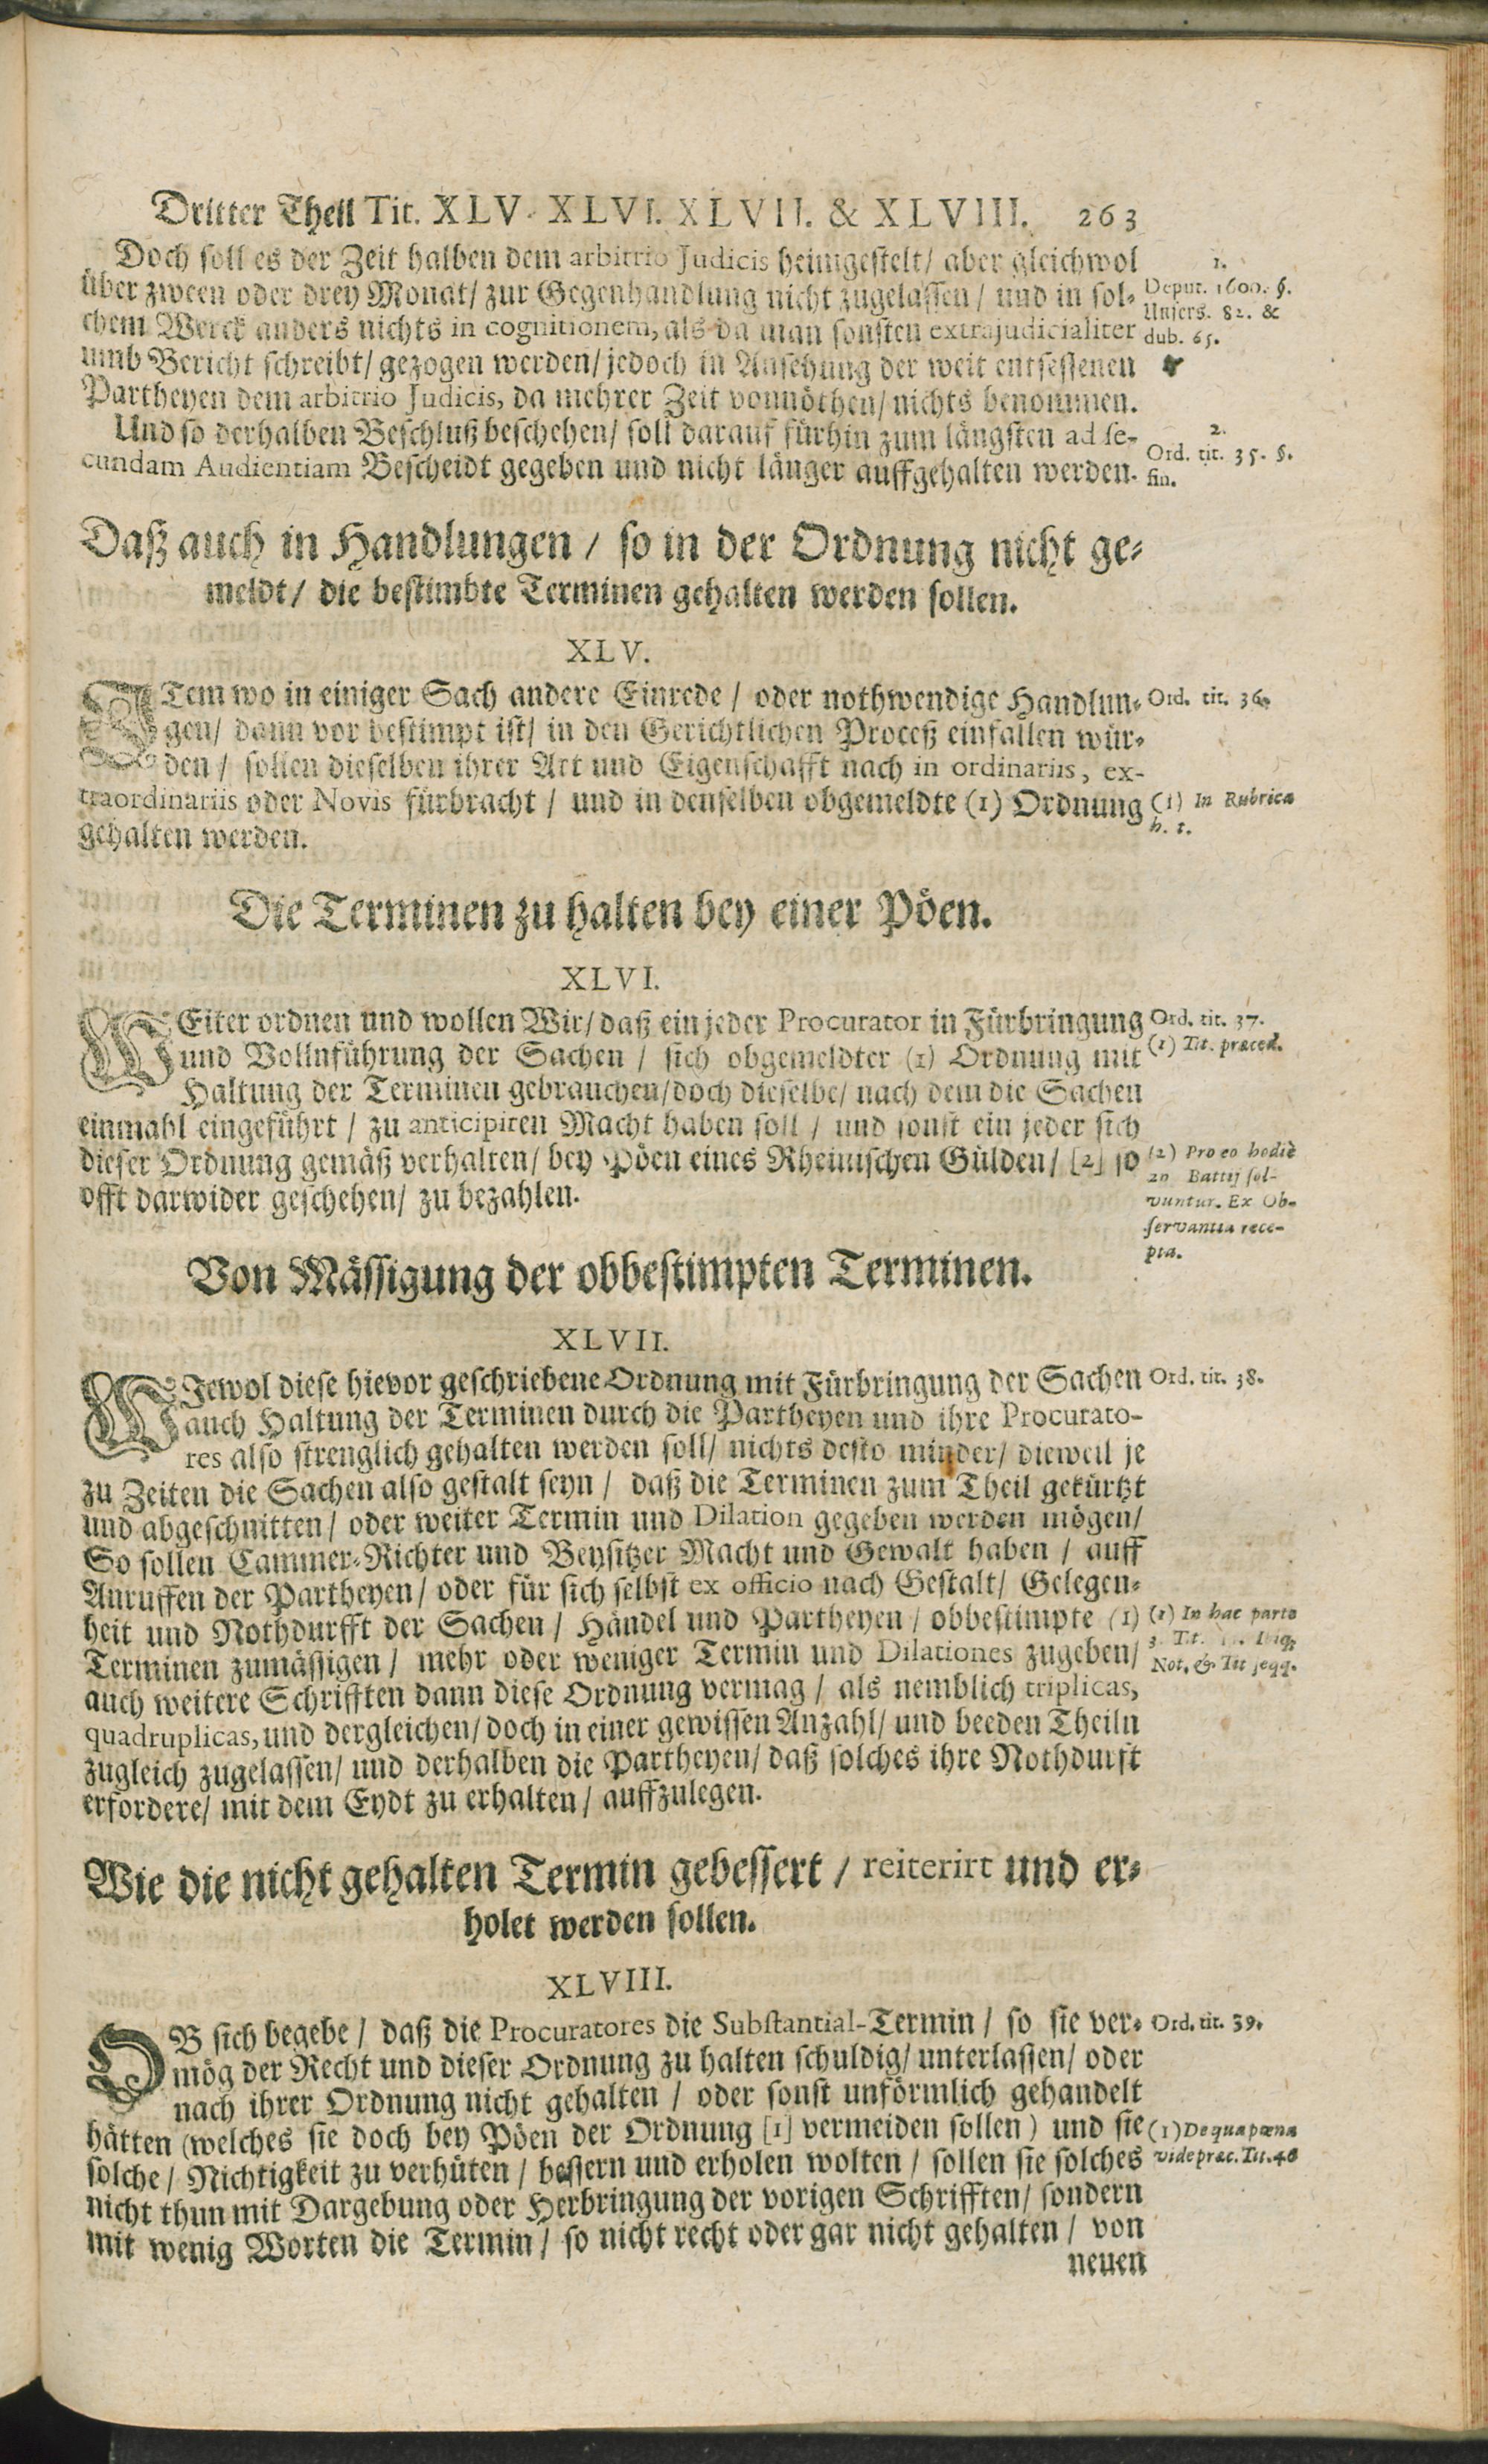 Dritter Theil Tit. XLV. XLVI. XLVII. & XLVIII. 263
Doch soll es der Zeit halben dem arbitrio Judicis heimgestelt/ aber gleichwol
über zween oder drey Monat/ zur Gegenhandlung nicht zugelassen/ und in sol⸗
chem Werck anders nichts in cognitionem, als da man sonsten extrajudicialiter
umb Bericht schreibt/ gezogen werden/ jedoch in Ansehung der weit entsessenen
Partheyen dem arbitrio Judicis, da mehrer Zeit vonnöthen/ nichts benommen.
Und so derhalben Beschluß beschehen/ soll darauf fürhin zum längsten ad se-
cundam Audientiam Bescheidt gegeben und nicht länger auffgehalten werden.
1.
Deput. 1600. §.
Unsers. 82. &
dub. 65.
2.
Ord. tit. 35. §.
fin.
Daß auch in Handlungen / so in der Ordnung nicht ge⸗
meldt/ die bestimbte Terminen gehalten werden sollen.
XLV.
ITem wo in einiger Sach andere Einrede / oder nothwendige Handlun⸗
gen/ dann vor bestimpt ist/ in den Gerichtlichen Proceß einfallen wür⸗
den / sollen dieselben ihrer Art und Eigenschafft nach in ordinariis, ex-
traordinariis oder Novis fürbracht / und in denselben obgemeldte (1) Ordnung
gehalten werden.
Ord. tit. 36.
(1) In Rubrica
h. t.
Die Terminen zu halten bey einer Pöen.
XLVI.
WEiter ordnen und wollen Wir/ daß ein jeder Procurator in Fürbringung
und Vollnführung der Sachen / sich obgemeldter (1) Ordnung mit
Haltung der Terminen gebrauchen/ doch dieselbe/ nach dem die Sachen
einmahl eingeführt / zu anticipiren Macht haben soll / und sonst ein jeder sich
dieser Ordnung gemäß verhalten/ bey Pöen eines Rheinischen Gülden/ [2] so
offt darwider geschehen/ zu bezahlen.
Ord. tit. 37.
(1) Tit. præced.
(2) Pro eo hodiè
20 Battij sol-
vuntur. Ex Ob-
servantia rece-
pta.
Von Mässigung der obbestimpten Terminen.
XLVII.
WIewol diese hievor geschriebene Ordnung mit Fürbringung der Sachen
auch Haltung der Terminen durch die Partheyen und ihre Procurato-
res also strenglich gehalten werden soll/ nichts desto minder/ dieweil je
zu Zeiten die Sachen also gestalt seyn / daß die Terminen zum Theil gekürtzt
und abgeschnitten / oder weiter Termin und Dilation gegeben werden mögen/
So sollen Cammer⸗Richter und Beysitzer Macht und Gewalt haben / auff
Anruffen der Partheyen/ oder für sich selbst ex officio nach Gestalt/ Gelegen⸗
heit und Nothdurfft der Sachen / Händel und Partheyen / obbestimpte (1)
Terminen zumässigen / mehr oder weniger Termin und Dilationes zugeben/
auch weitere Schrifften dann diese Ordnung vermag / als nemblich triplicas,
quadruplicas, und dergleichen/ doch in einer gewissen Anzahl/ und beeden Theiln
zugleich zugelassen/ und derhalben die Partheyen/ daß solches ihre Nothdurft
erfordere/ mit dem Eydt zu erhalten / auffzulegen.
Ord. tit. 38.
(1) In hac parte
3. Tit.
Not. & Tit seqq.
Wie die nicht gehalten Termin gebessert / reiterirt und er⸗
holet werden sollen.
XLVIII.
OB sich begebe / daß die Procuratores die Substantial-Termin / so sie ver⸗
mög der Recht und dieser Ordnung zu halten schuldig/ unterlassen/ oder
nach ihrer Ordnung nicht gehalten / oder sonst unförmlich gehandelt
hätten (welches sie doch bey Pöen der Ordnung [1] vermeiden sollen) und sie
solche / Nichtigkeit zu verhüten / bessern und erholen wolten / sollen sie solches
nicht thun mit Dargebung oder Herbringung der vorigen Schrifften/ sondern
mit wenig Worten die Termin / so nicht recht oder gar nicht gehalten / von
neuen
Ord. tit. 39.
(1) De qua pœna
vide præc. Tit. 46